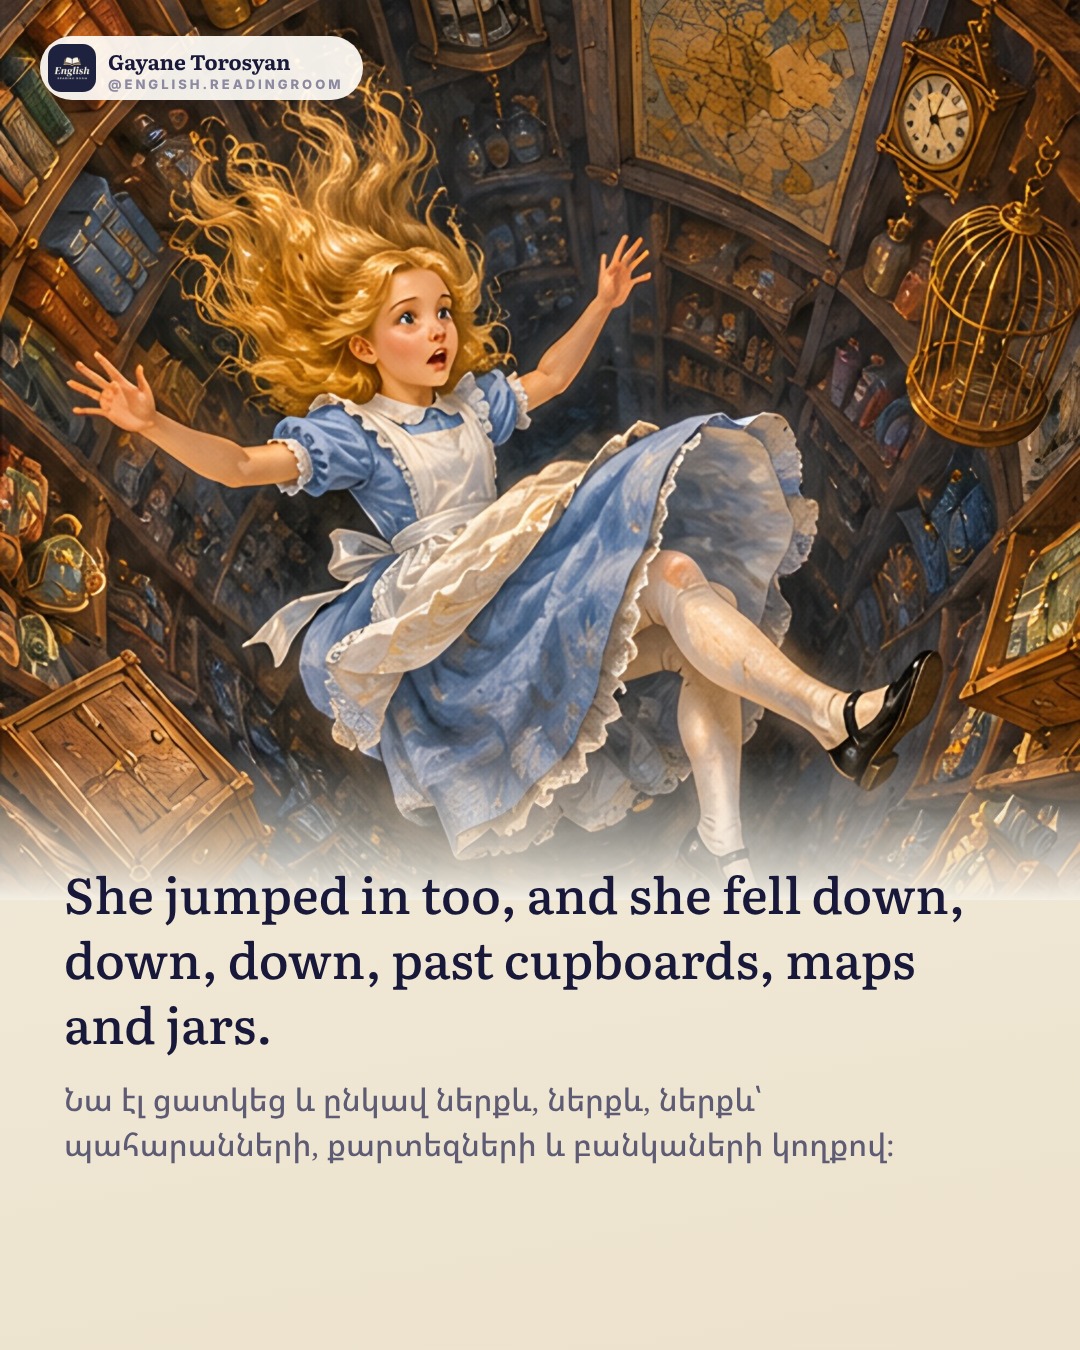 English
Gayane Torosyan
@ENGLISH.READINGROOM
She jumped in too, and she fell down,
down, down, past cupboards, maps
and jars.
Նա էլ ցատկեց և ընկավ ներքև, ներքև, ներքև՝
պահարանների, քարտեզների և բանկաների կողքով։